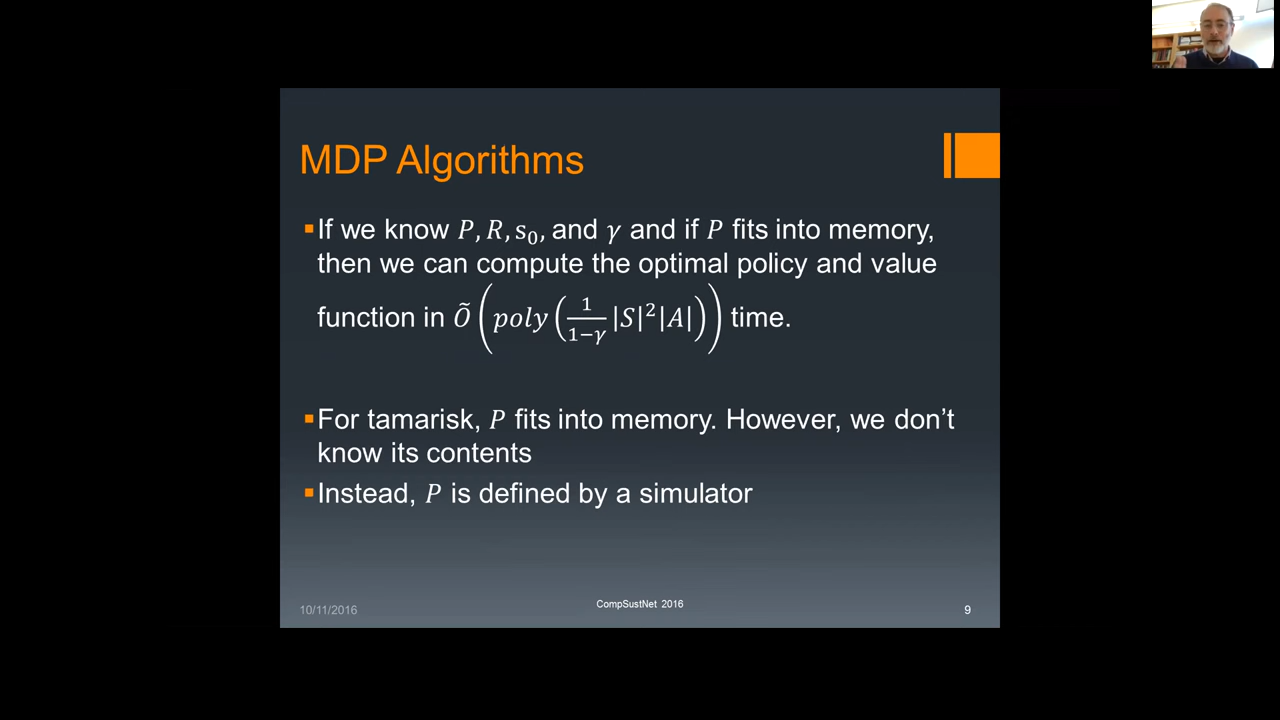 MDP Algorithms
▪If we know 𝑃, 𝑅, s₀, and 𝛾 and if 𝑃 fits into memory,
then we can compute the optimal policy and value
function in Õ(𝑝𝑜𝑙𝑦(1/(1−𝛾) |𝑆|²|𝐴|)) time.
▪For tamarisk, 𝑃 fits into memory. However, we don’t
know its contents
▪Instead, 𝑃 is defined by a simulator
10/11/2016
CompSustNet 2016
9